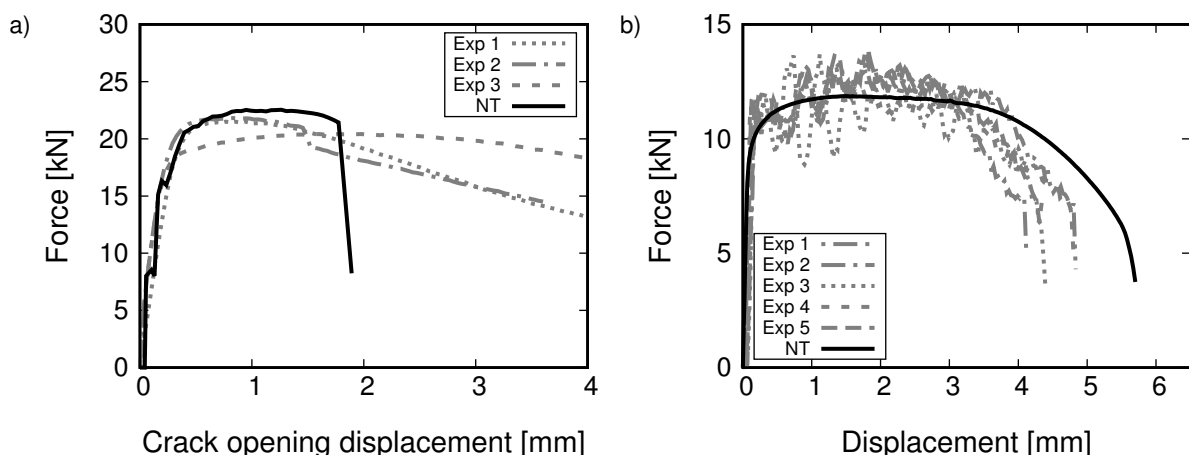 a)
Force [kN]
30
25
20
15
10
5
0
0 1 2 3 4
Crack opening displacement [mm]
Exp 1
Exp 2
Exp 3
NT
b)
Force [kN]
15
10
5
0
0 1 2 3 4 5 6
Displacement [mm]
Exp 1
Exp 2
Exp 3
Exp 4
Exp 5
NT